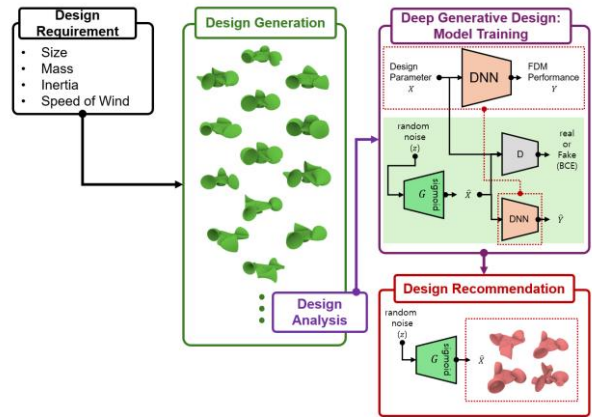 Design
Requirement
• Size
• Mass
• Inertia
• Speed of Wind
Design Generation
Design
Analysis
Deep Generative Design:
Model Training
Design
Parameter
X
DNN
FDM
Performance
Y
random
noise
(z)
G
sigmoid
X̂
D
real
or
Fake
(BCE)
DNN
Ŷ
Design Recommendation
random
noise
(z)
G
sigmoid
X̂